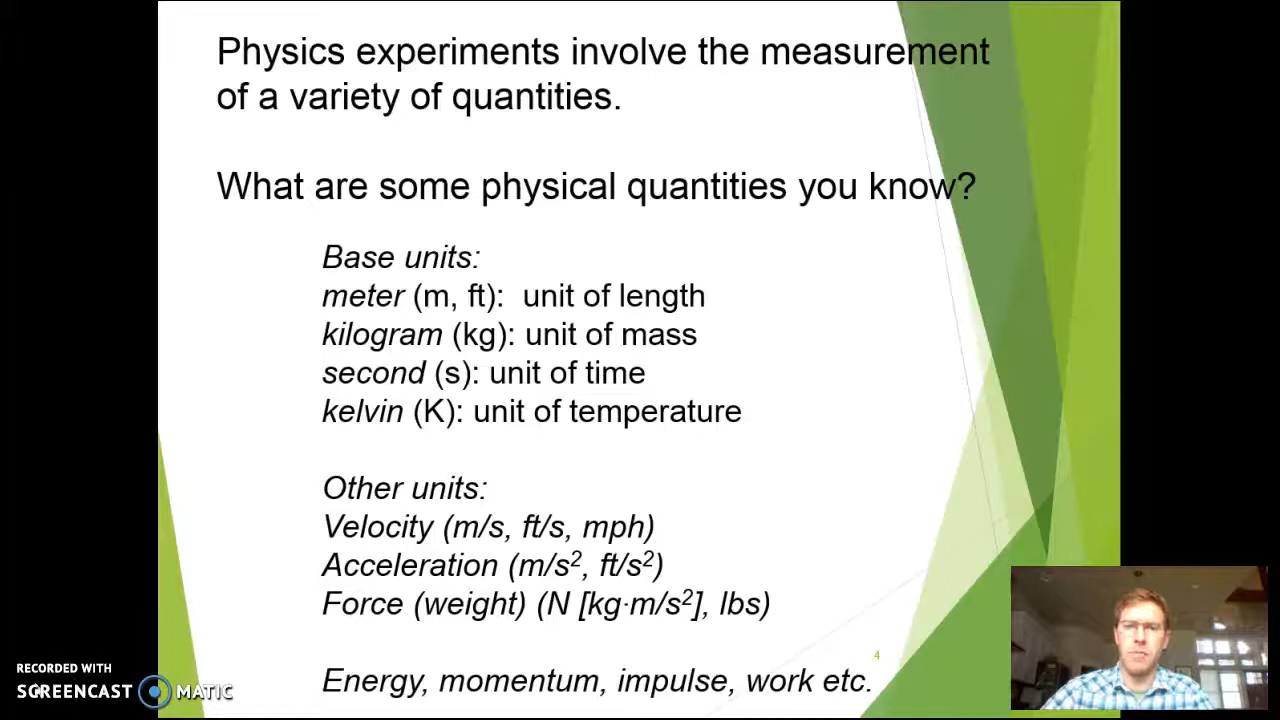 Physics experiments involve the measurement
of a variety of quantities.
What are some physical quantities you know?
Base units:
meter (m, ft):  unit of length
kilogram (kg): unit of mass
second (s): unit of time
kelvin (K): unit of temperature
Other units:
Velocity (m/s, ft/s, mph)
Acceleration (m/s², ft/s²)
Force (weight) (N [kg·m/s²], lbs)
Energy, momentum, impulse, work etc.
4
RECORDED WITH
SCREENCAST MATIC